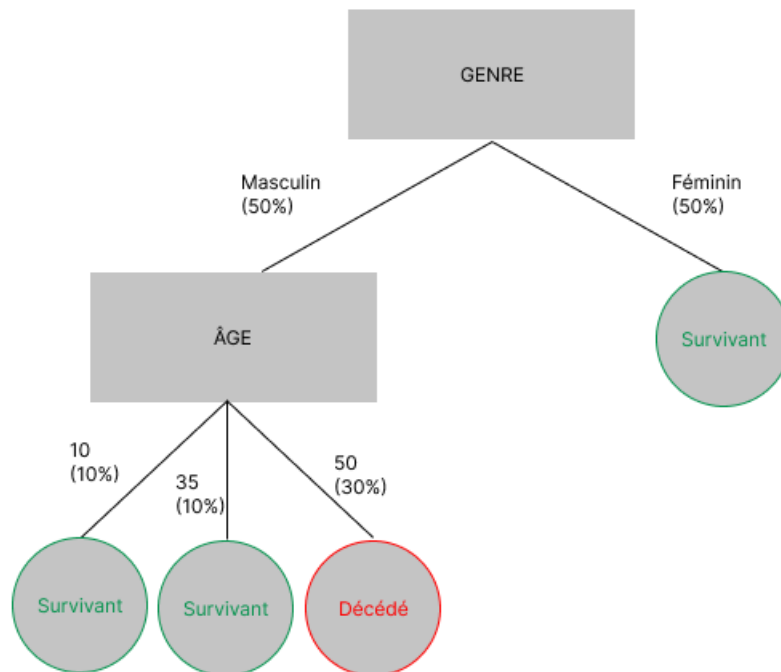 GENRE
Masculin
(50%)
Féminin
(50%)
ÂGE
Survivant
10
(10%)
35
(10%)
50
(30%)
Survivant
Survivant
Décédé